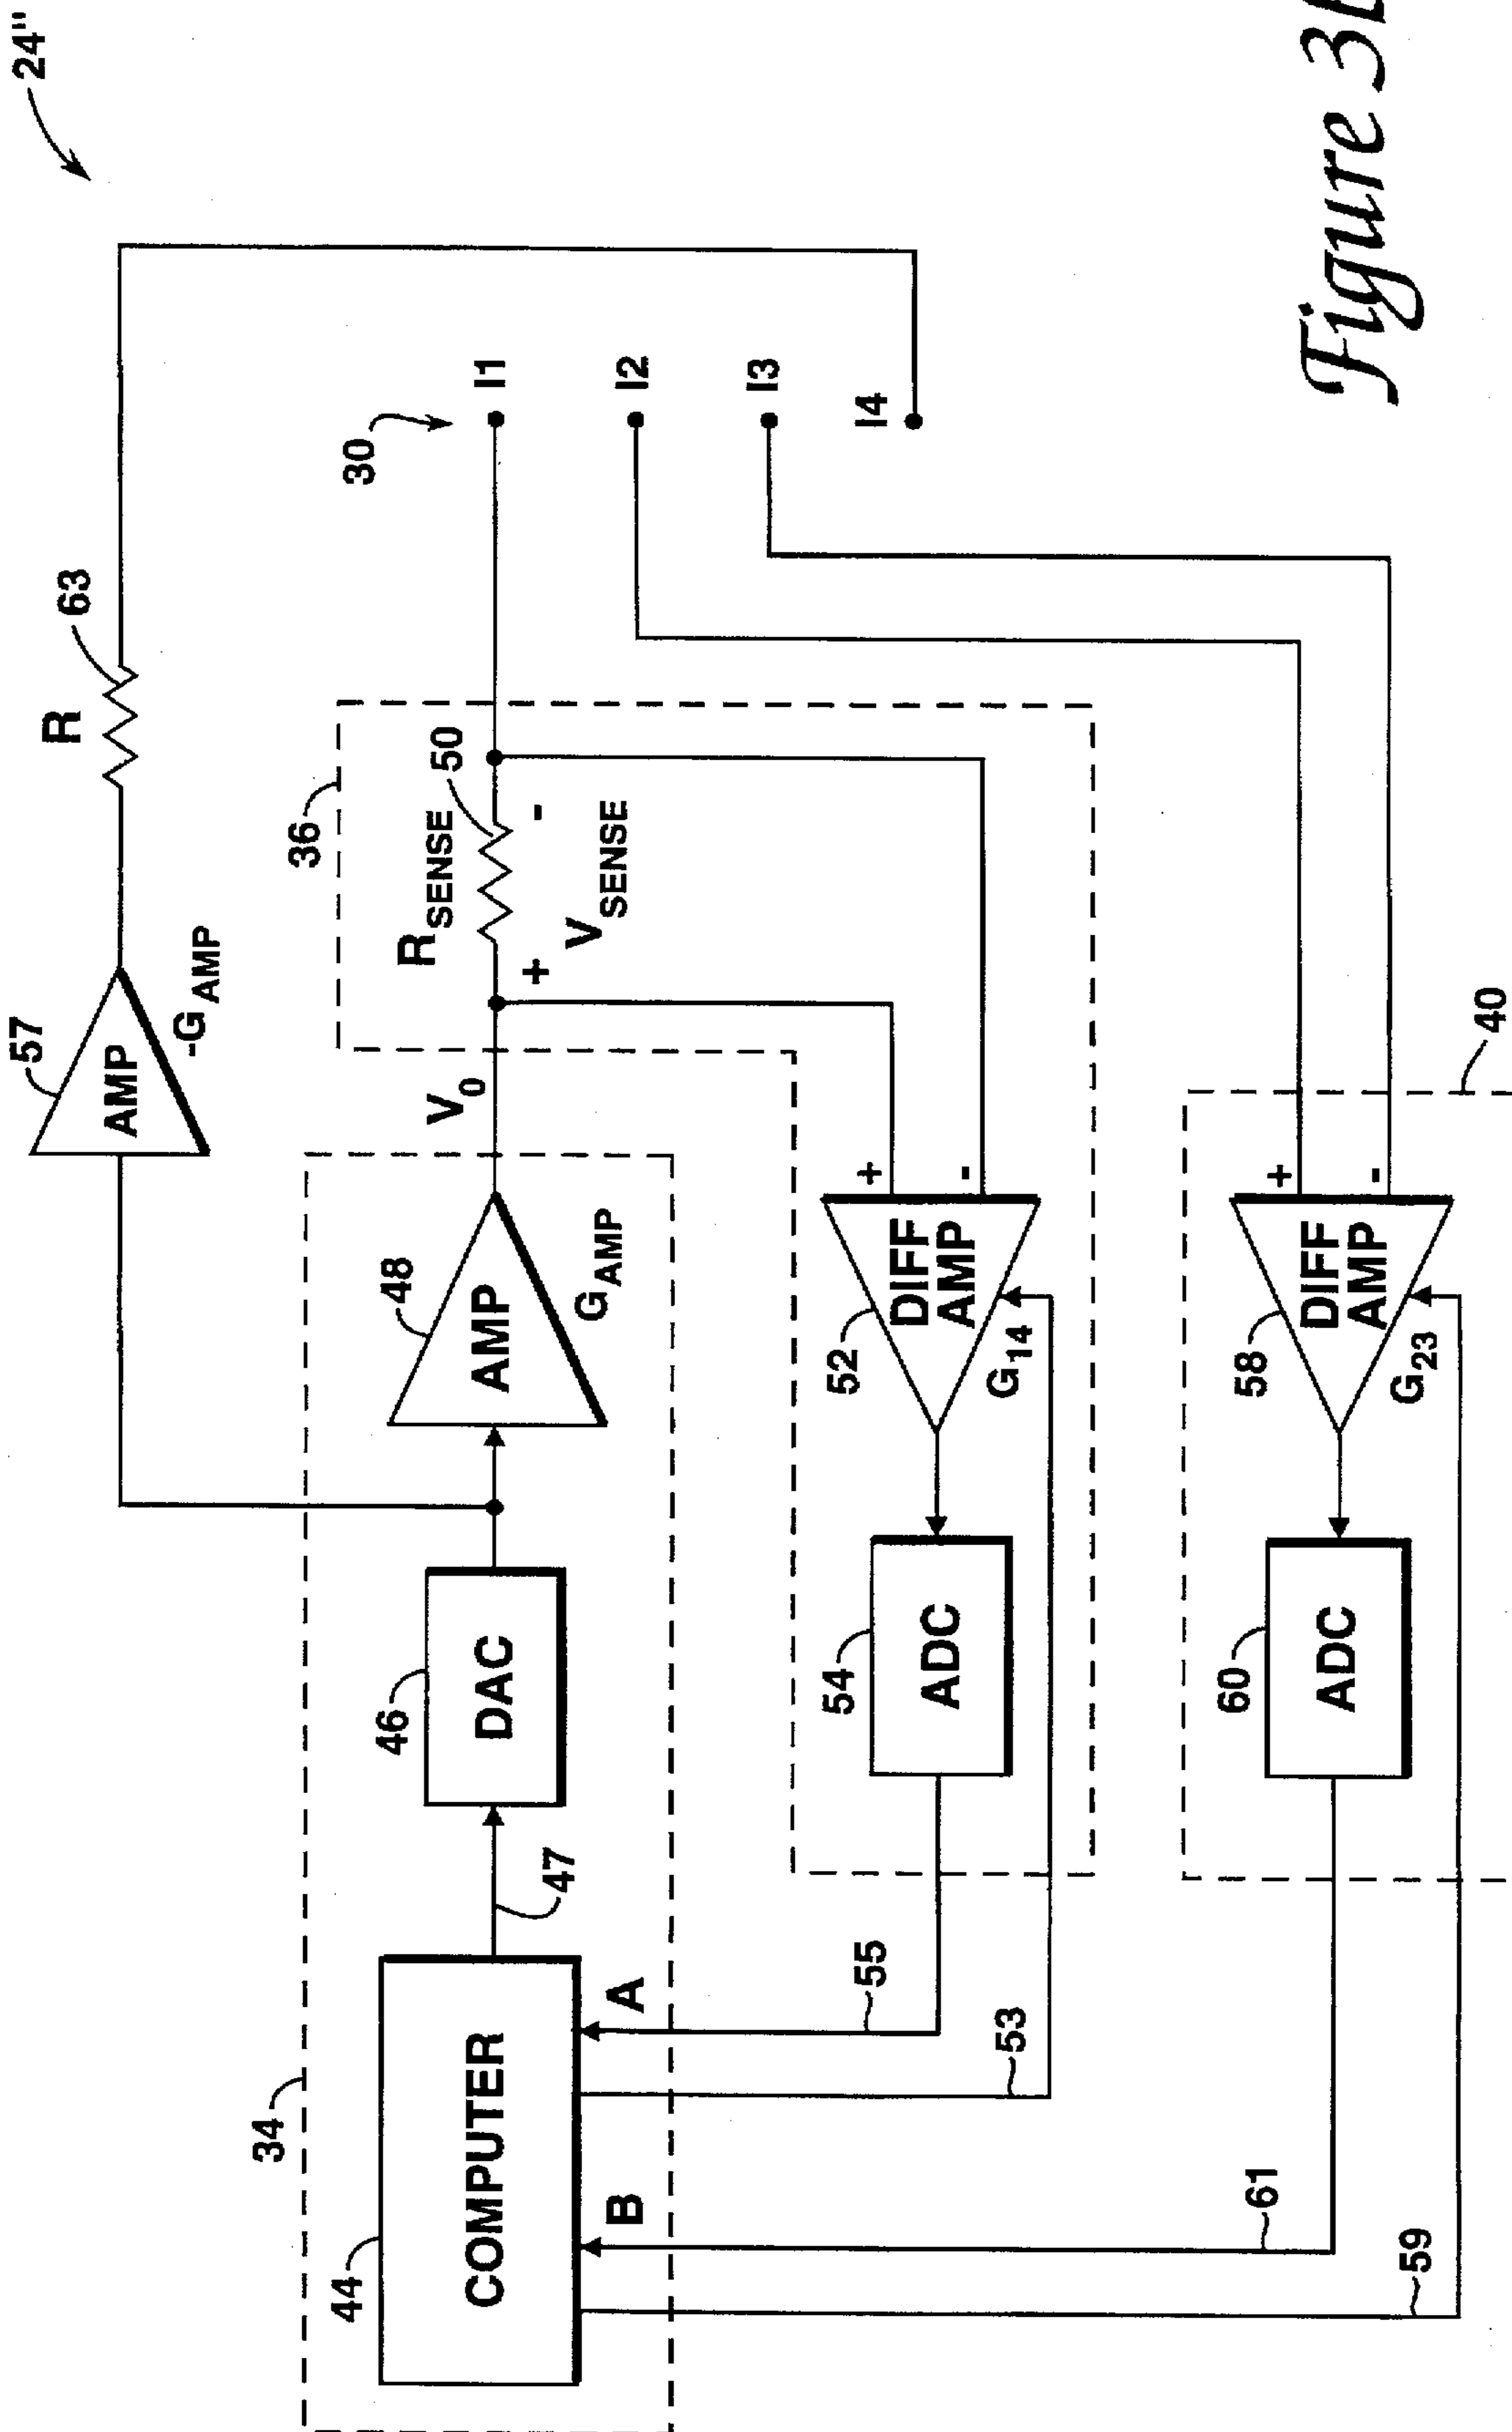 24"
57
AMP
-G AMP
R
63
34
44
COMPUTER
47
46
DAC
48
AMP
G AMP
V0
36
R SENSE
50
+
-
V SENSE
30
I1
I2
I3
I4
A
B
55
53
54
ADC
52
DIFF
AMP
G14
+
-
61
59
60
ADC
58
DIFF
AMP
G23
+
-
40
Figure